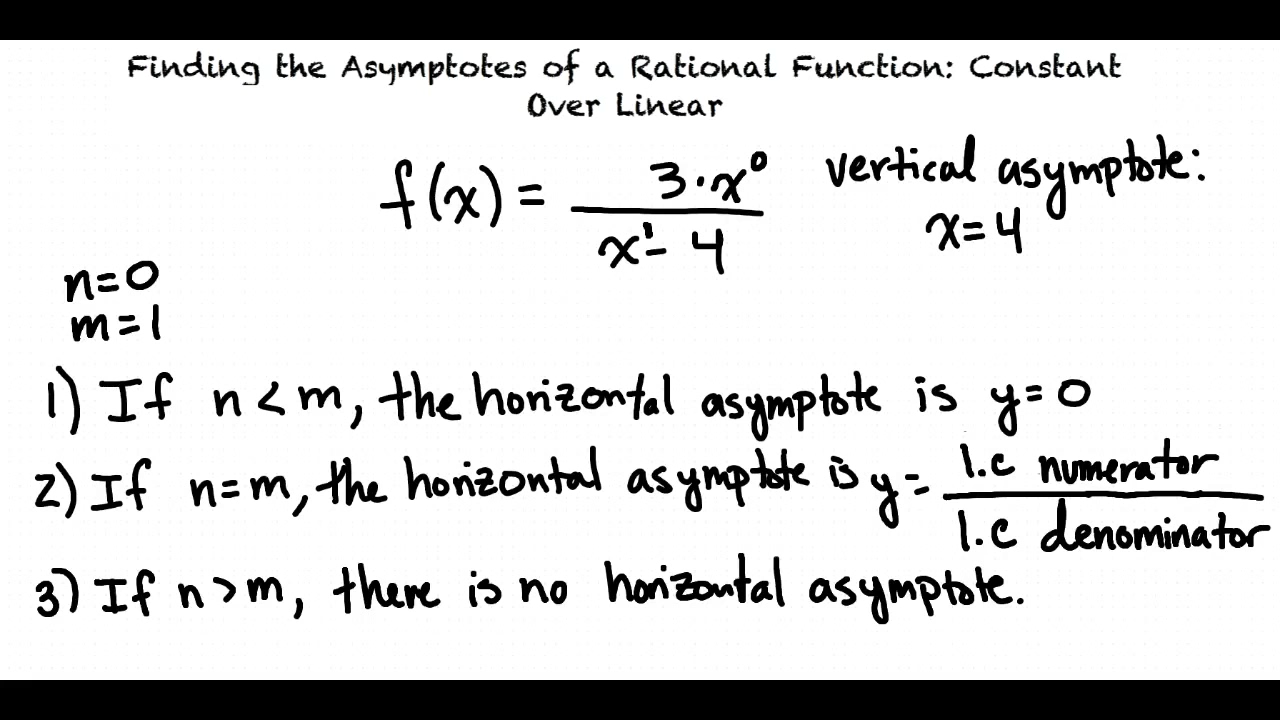 Finding the Asymptotes of a Rational Function: Constant
Over Linear
f(x) = 3·x⁰ / x¹ - 4
vertical asymptote:
x=4
n=0
m=1
1) If n < m, the horizontal asymptote is y=0
2) If n=m, the horizontal asymptote is y= l.c numerator / l.c denominator
3) If n > m, there is no horizontal asymptote.